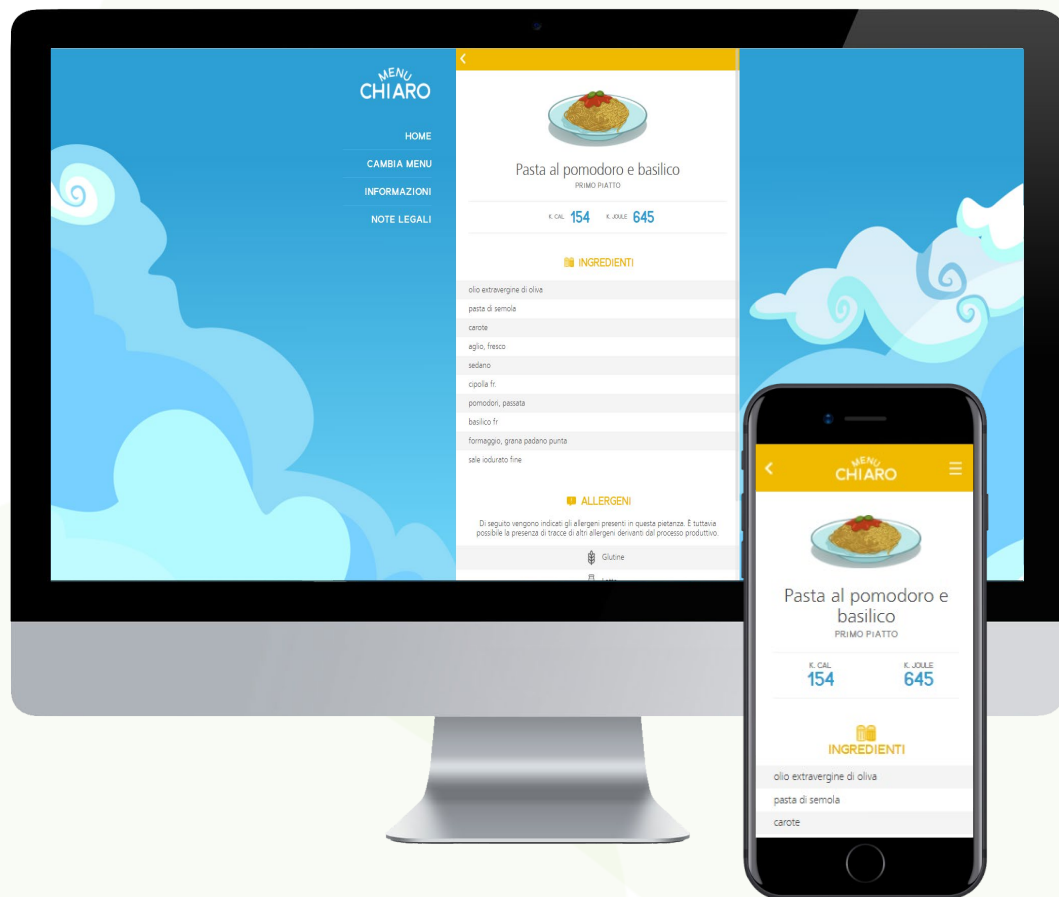 MENU
CHIARO
HOME
CAMBIA MENU
INFORMAZIONI
NOTE LEGALI
Pasta al pomodoro e basilico
PRIMO PIATTO
K. CAL 154 K. JOULE 645
INGREDIENTI
olio extravergine di oliva
pasta di semola
carote
aglio, fresco
sedano
cipolla fr.
pomodori, passata
basilico fr
formaggio, grana padano punta
sale iodurato fine
ALLERGENI
Di seguito vengono indicati gli allergeni presenti in questa pietanza. È tuttavia
possibile la presenza di tracce di altri allergeni derivanti dal processo produttivo.
Glutine
MENU
CHIARO
Pasta al pomodoro e
basilico
PRIMO PIATTO
K. CAL K. JOULE
154 645
INGREDIENTI
olio extravergine di oliva
pasta di semola
carote